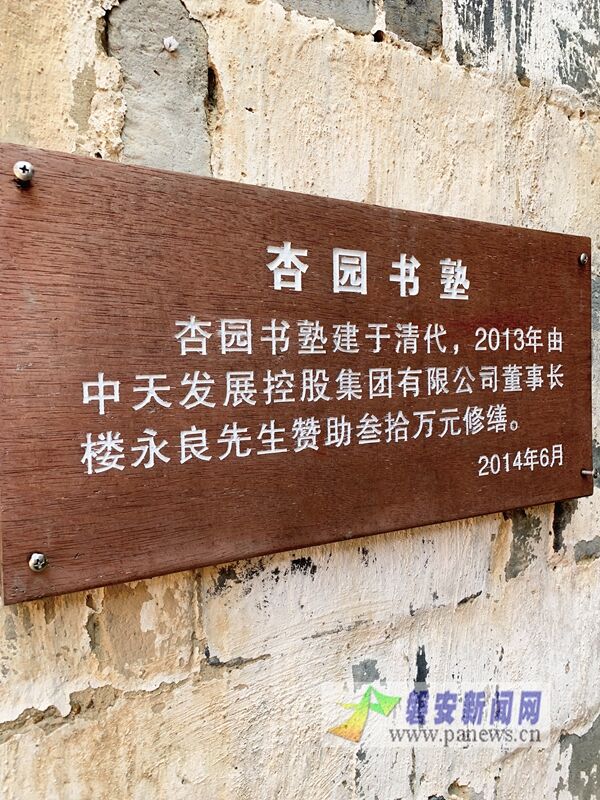 杏园书塾
杏园书塾建于清代，2013年由
中天发展控股集团有限公司董事长
楼永良先生赞助叁拾万元修缮。
2014年6月
磐安新闻网
www.panews.cn